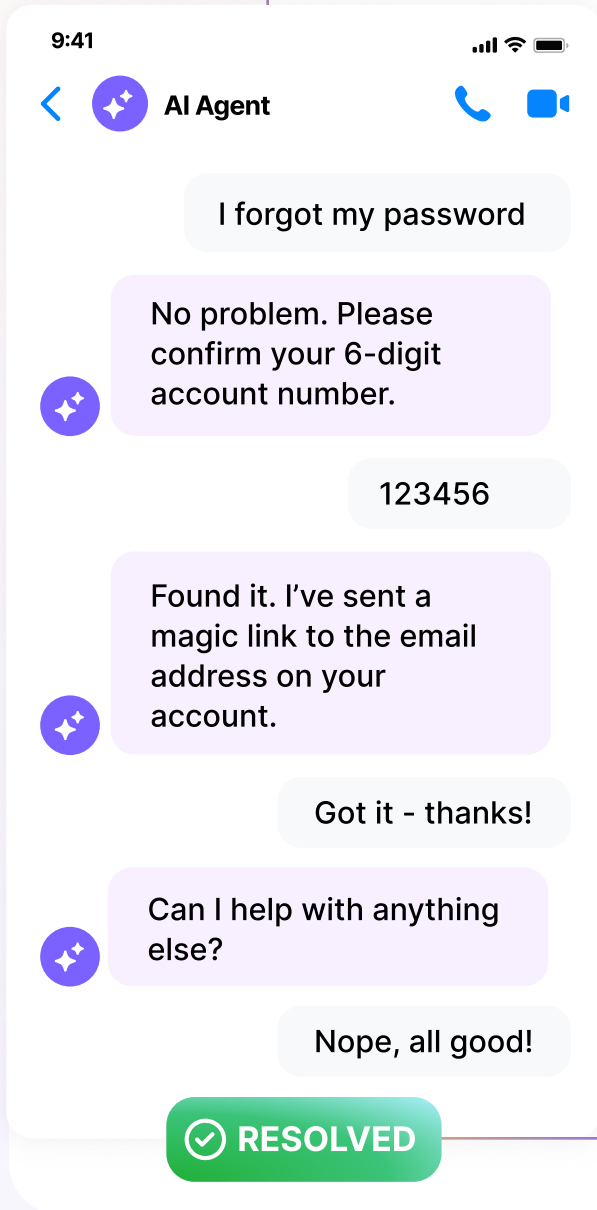 9:41
AI Agent
I forgot my password
No problem. Please
confirm your 6-digit
account number.
123456
Found it. I’ve sent a
magic link to the email
address on your
account.
Got it - thanks!
Can I help with anything
else?
Nope, all good!
RESOLVED